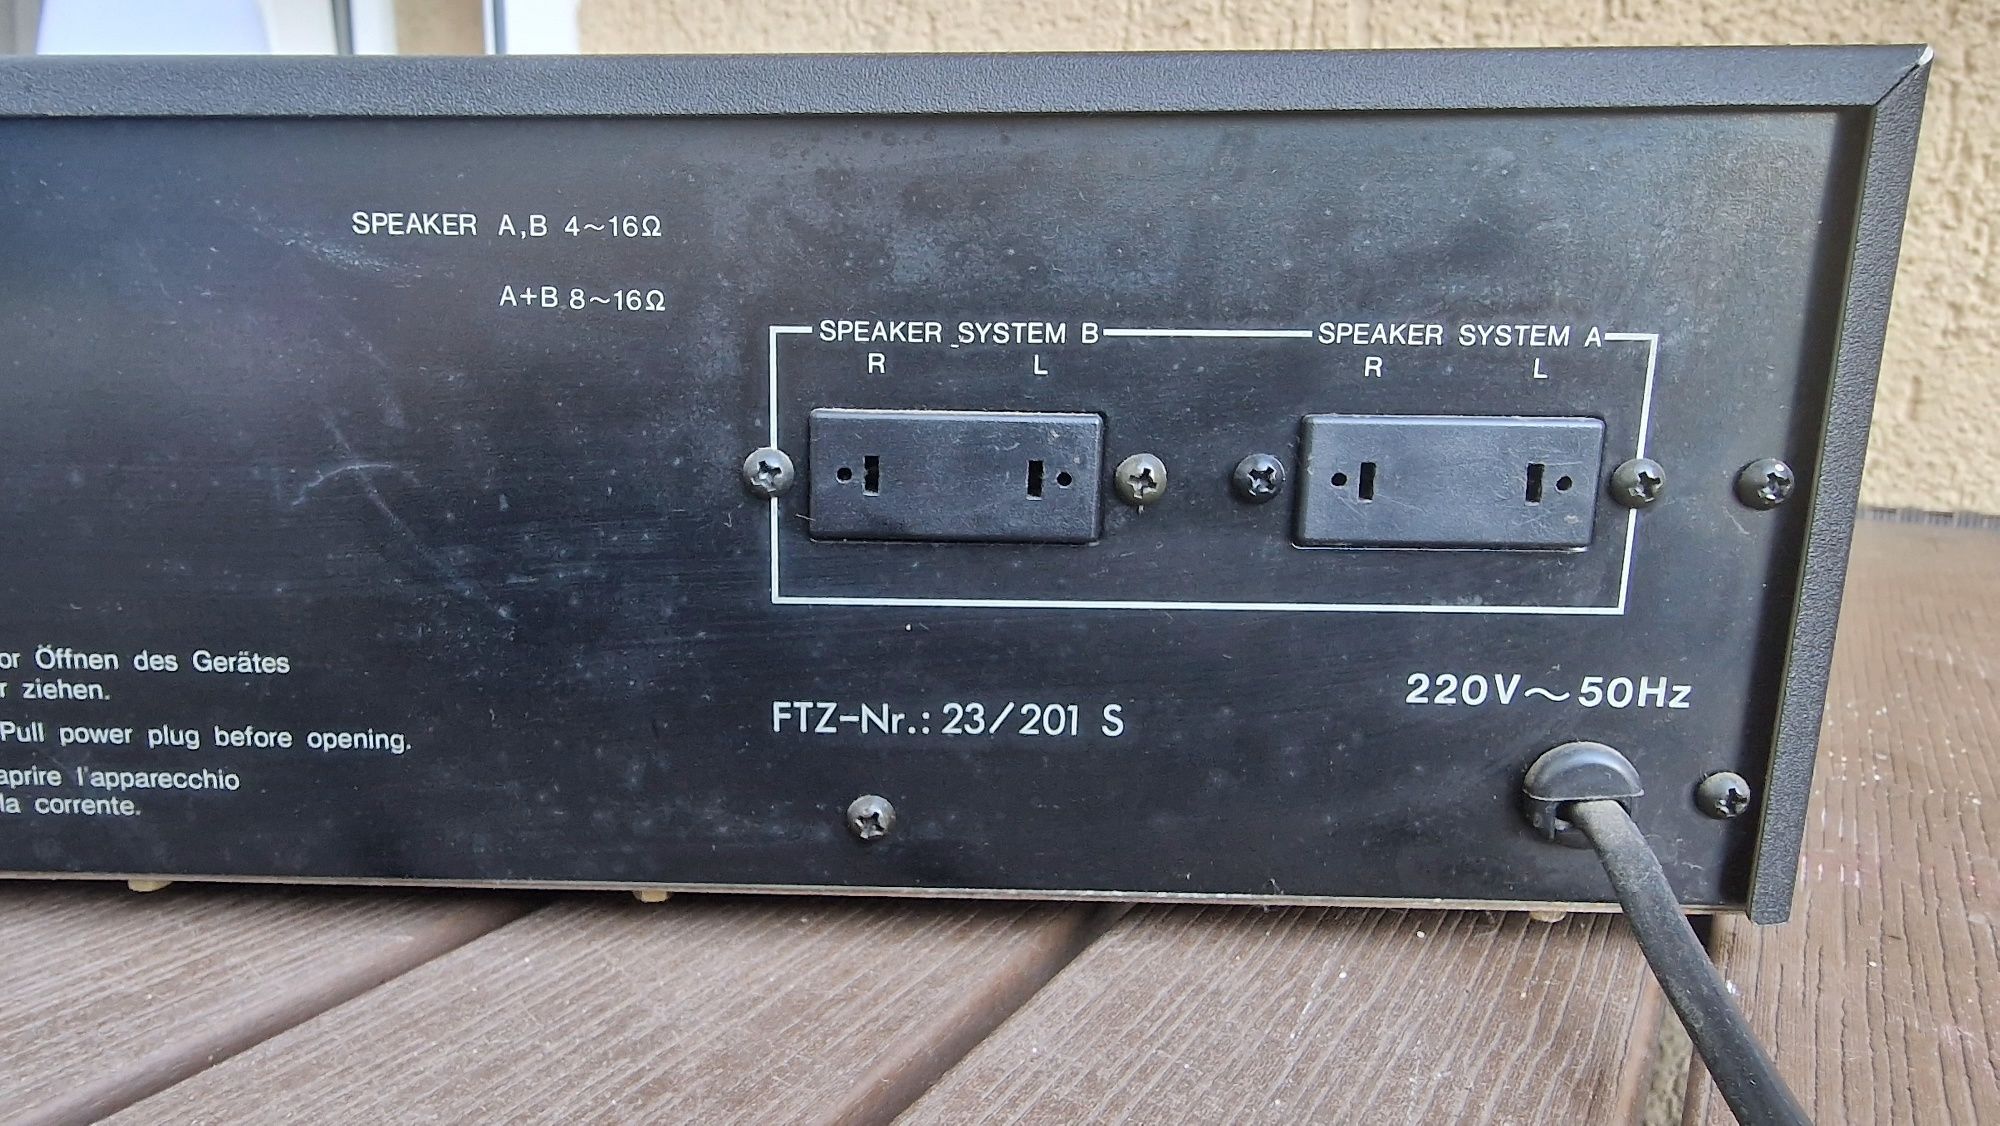 SPEAKER A,B 4~16Ω
A+B 8~16Ω
SPEAKER SYSTEM B
R L
SPEAKER SYSTEM A
R L
Öffnen des Gerätes
ziehen.
Pull power plug before opening.
aprire l'apparecchio
la corrente.
FTZ-Nr.: 23/201 S
220V~50Hz